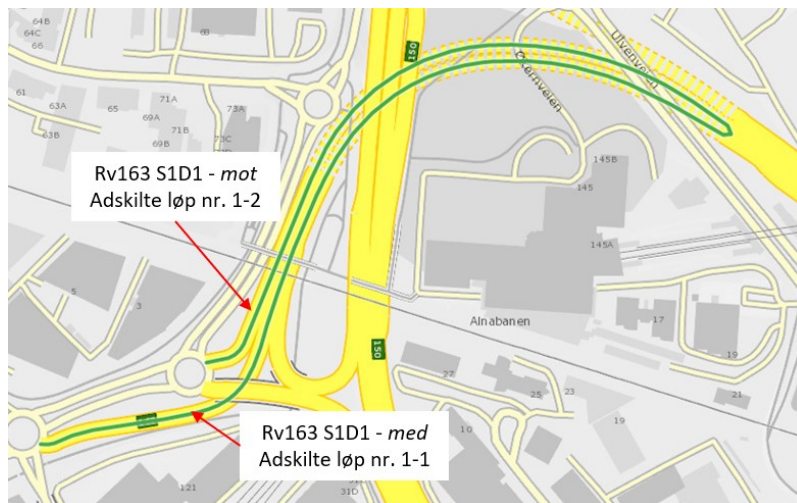 64B
64C
66
68
150
Ulvenveien
61
63A
63B
65
71A
69A
71B
69B
73A
73C
145B
145
145A
Rv163 S1D1 - mot
Adskilte løp nr. 1-2
5
3
Alnabanen
17
19
150
27
25
23
21
19
10
Rv163 S1D1 - med
Adskilte løp nr. 1-1
121
31D